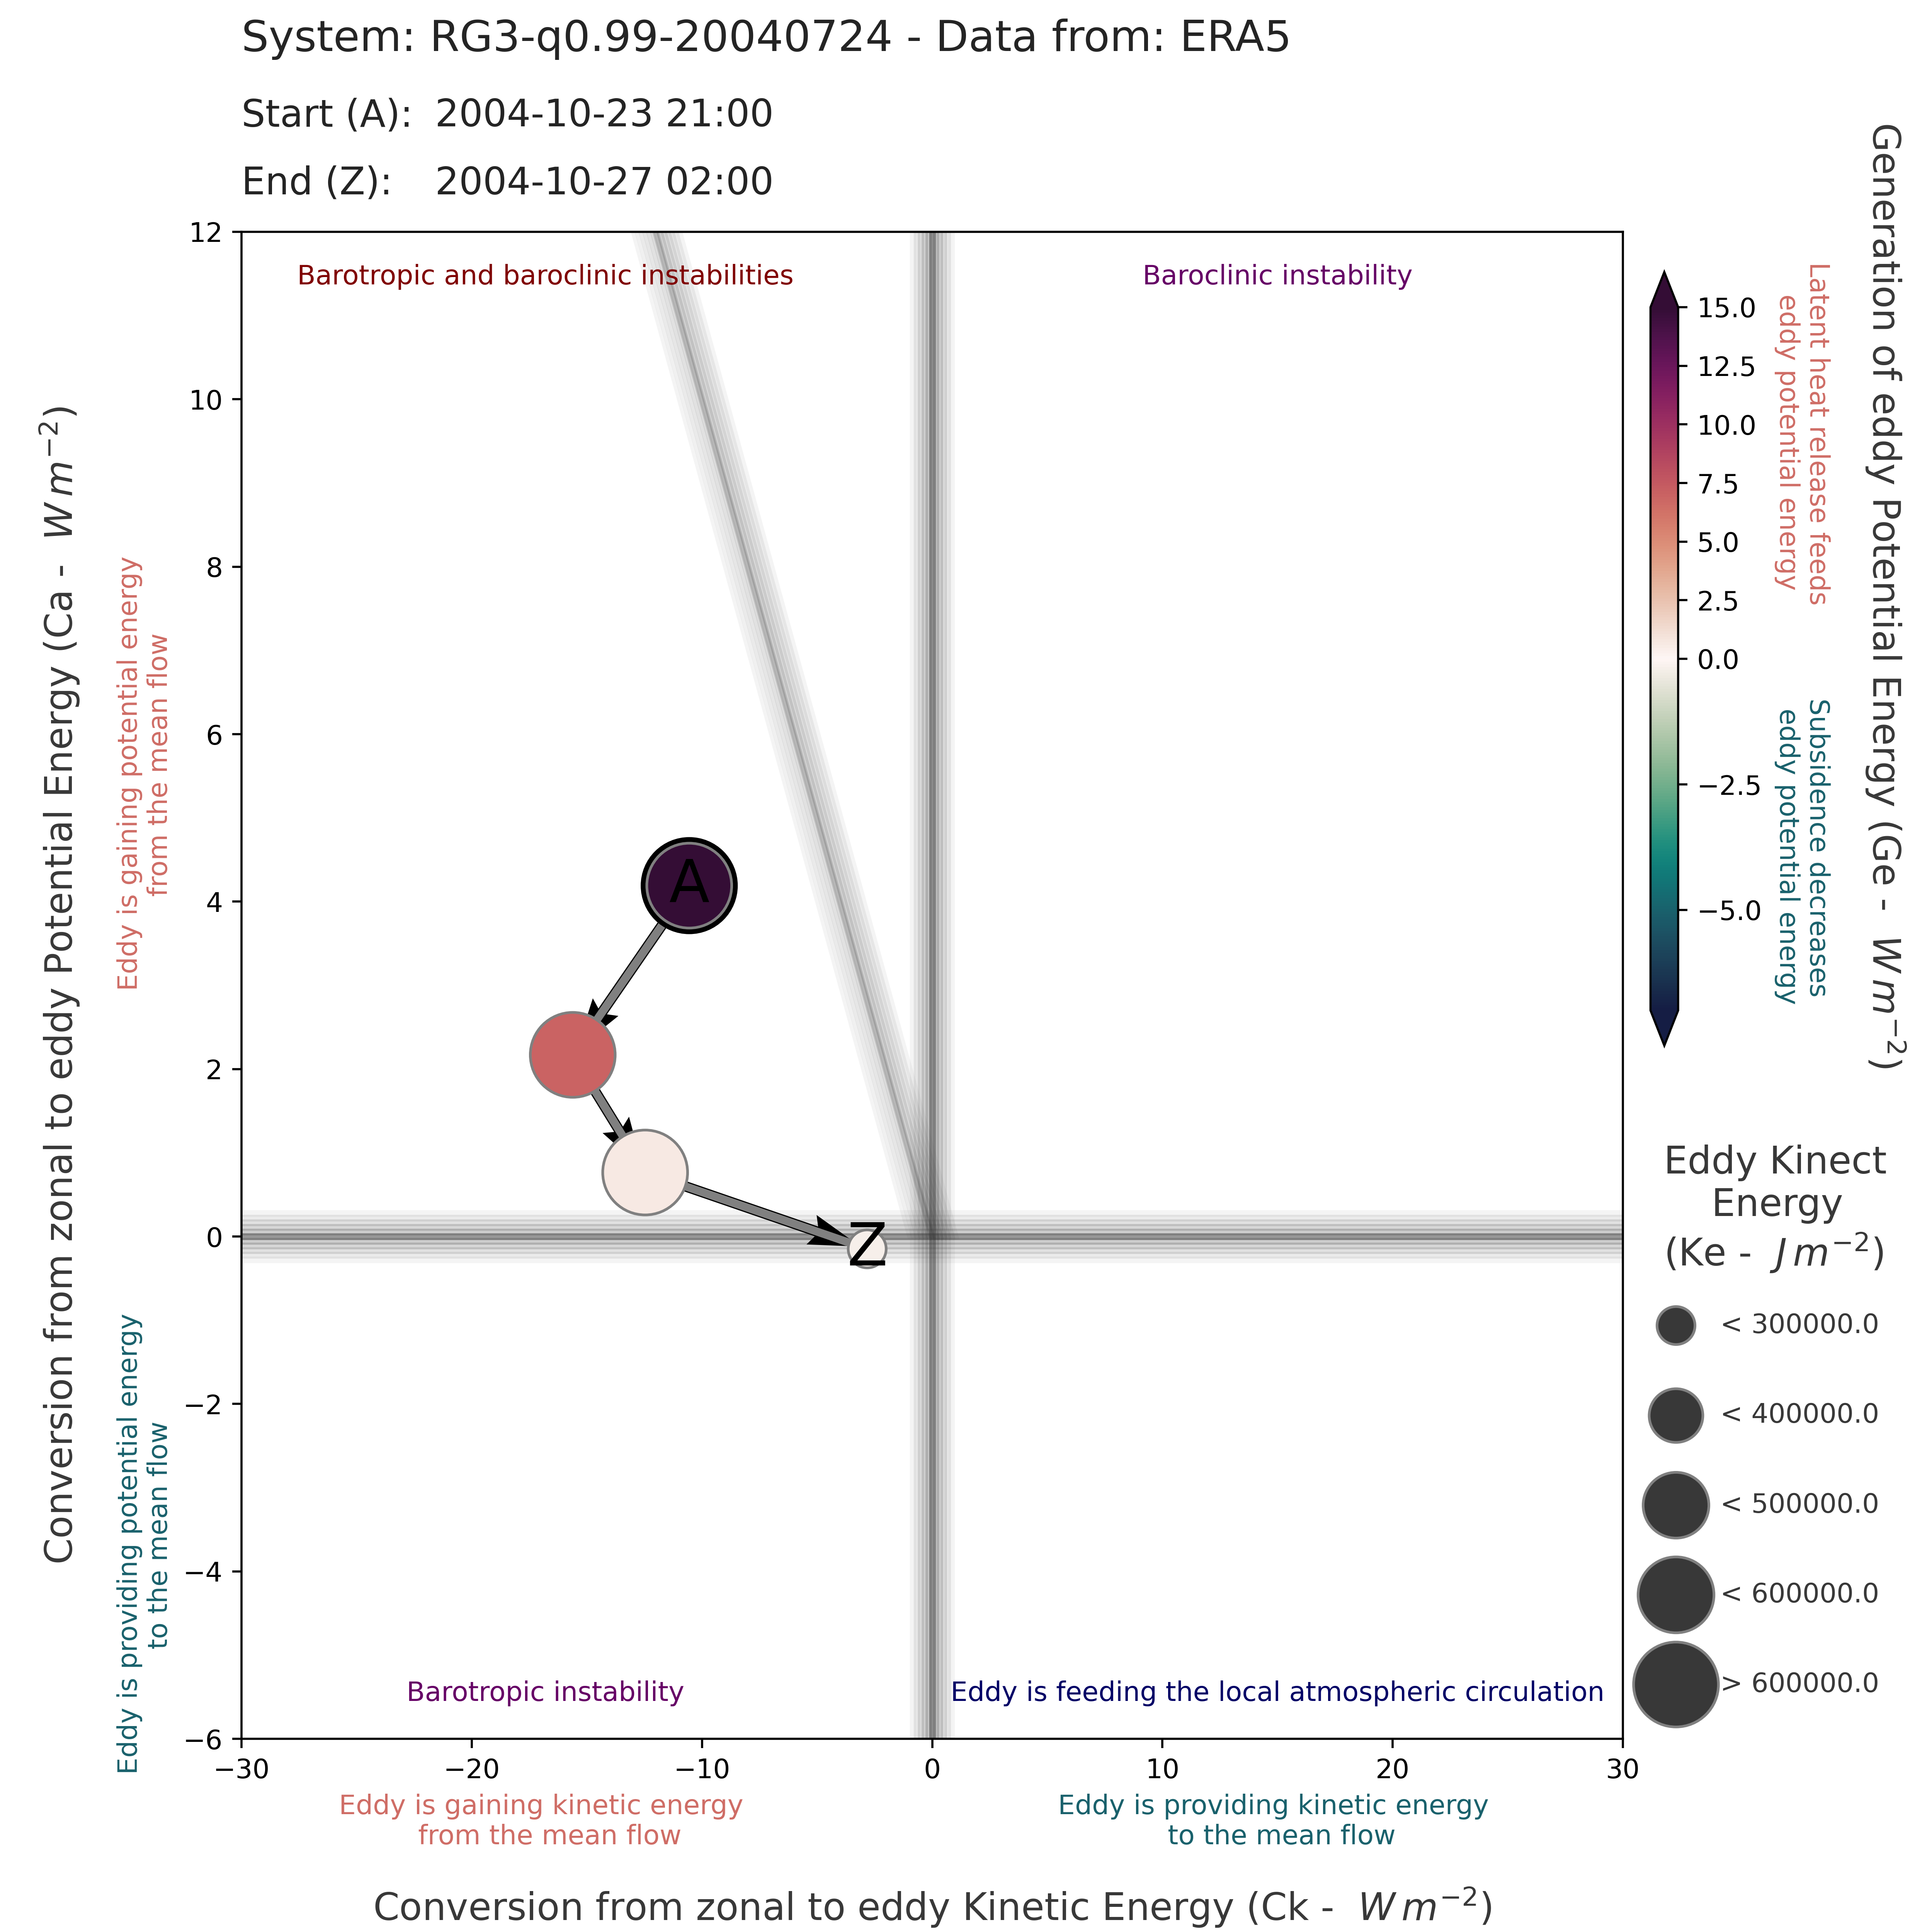 System: RG3-q0.99-20040724 - Data from: ERA5
Start (A): 2004-10-23 21:00
End (Z): 2004-10-27 02:00
Conversion from zonal to eddy Potential Energy (Ca - W m⁻²)
Eddy is gaining potential energy
from the mean flow
Eddy is providing potential energy
to the mean flow
12
10
8
6
4
2
0
−2
−4
−6
Barotropic and baroclinic instabilities
Baroclinic instability
A
Z
Barotropic instability
Eddy is feeding the local atmospheric circulation
−30
−20
−10
0
10
20
30
Eddy is gaining kinetic energy
from the mean flow
Eddy is providing kinetic energy
to the mean flow
Conversion from zonal to eddy Kinetic Energy (Ck - W m⁻²)
15.0
12.5
10.0
7.5
5.0
2.5
0.0
−2.5
−5.0
Latent heat release feeds
eddy potential energy
Subsidence decreases
eddy potential energy
Generation of eddy Potential Energy (Ge - W m⁻²)
Eddy Kinect
Energy
(Ke - J m⁻²)
< 300000.0
< 400000.0
< 500000.0
< 600000.0
> 600000.0